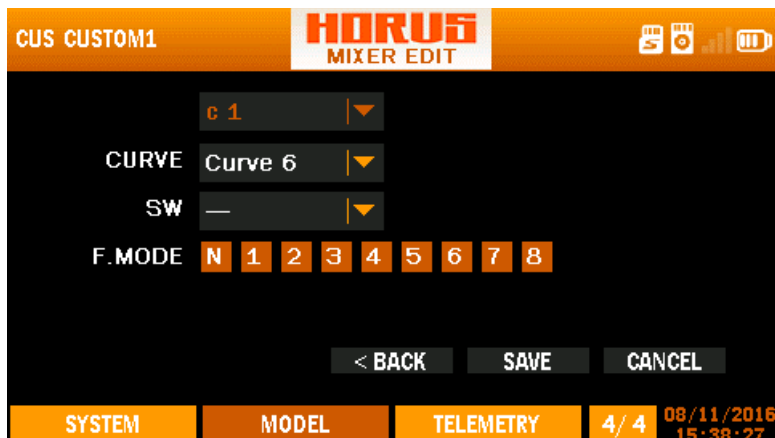 CUS CUSTOM1
HORUS
MIXER EDIT
c 1
CURVE Curve 6
SW —
F.MODE N 1 2 3 4 5 6 7 8
< BACK SAVE CANCEL
SYSTEM MODEL TELEMETRY 4/4 08/11/2016
15:38:27